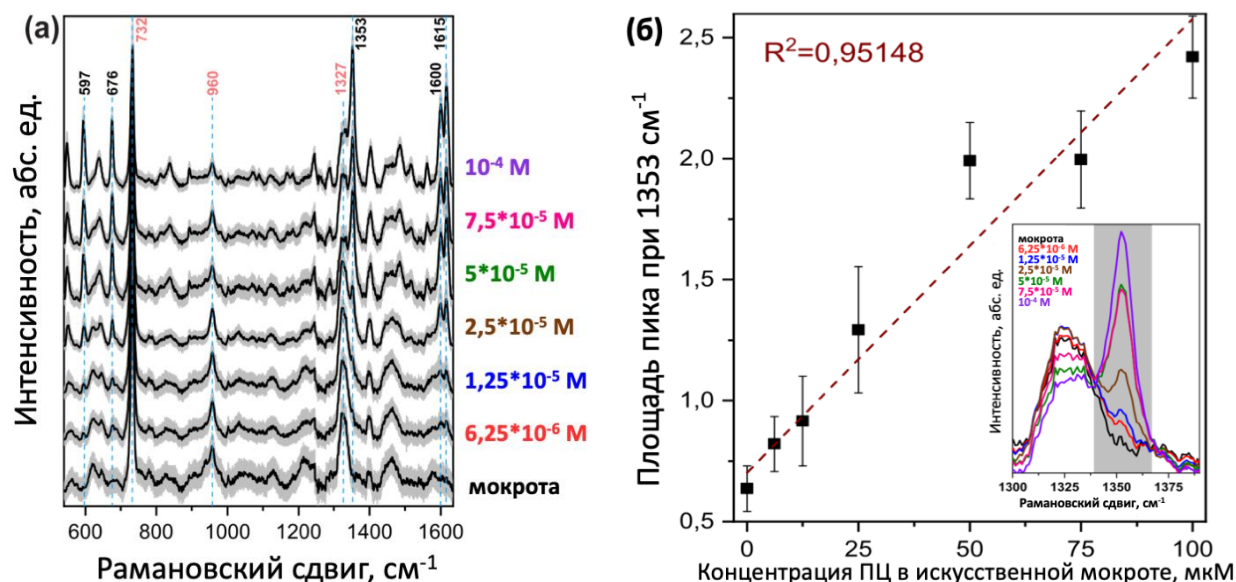 (а)
597
676
732
960
1327
1353
1600
1615
Интенсивность, абс. ед.
10-4 М
7,5*10-5 М
5*10-5 М
2,5*10-5 М
1,25*10-5 М
6,25*10-6 М
мокрота
600 800 1000 1200 1400 1600
Рамановский сдвиг, см-1
(б)
R2=0,95148
Площадь пика при 1353 см-1
2,5
2,0
1,5
1,0
0,5
0 25 50 75 100
Концентрация ПЦ в искусственной мокроте, мкМ
мокрота
6,25*10-6 М
1,25*10-5 М
2,5*10-5 М
5*10-5 М
7,5*10-5 М
10-4 М
Интенсивность, абс. ед.
1300 1325 1350 1375
Рамановский сдвиг, см-1